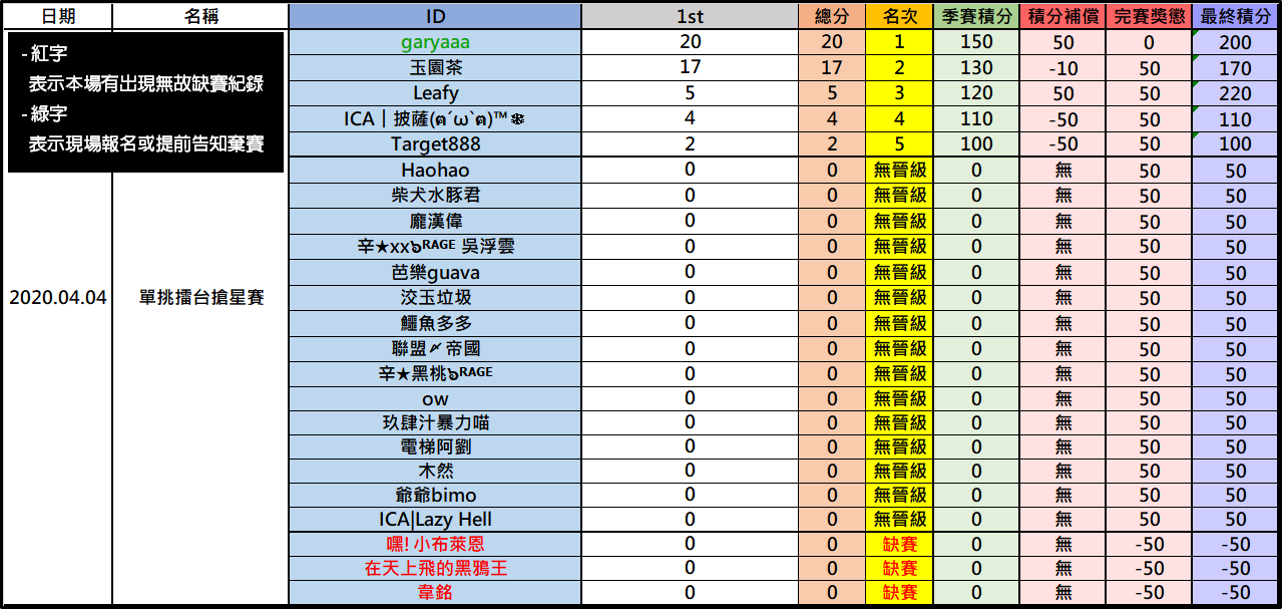 日期 名稱 ID 1st 總分 名次 季賽積分 積分補償 完賽獎懲 最終積分
garyaaa 20 20 1 150 50 0 200
- 紅字
玉園茶 17 17 2 130 -10 50 170
表示本場有出現無故缺賽紀錄
Leafy 5 5 3 120 50 50 220
- 綠字
ICA｜披薩(ฅ´ω`ฅ)™ ❃ 4 4 4 110 -50 50 110
表示現場報名或提前告知棄賽
Target888 2 2 5 100 -50 50 100
Haohao 0 0 無晉級 0 無 50 50
柴犬水豚君 0 0 無晉級 0 無 50 50
龐漢偉 0 0 無晉級 0 無 50 50
辛★xxঔᴿᴬᴳᴱ 吳浮雲 0 0 無晉級 0 無 50 50
芭樂guava 0 0 無晉級 0 無 50 50
2020.04.04 單挑擂台搶星賽 洨玉垃圾 0 0 無晉級 0 無 50 50
鱷魚多多 0 0 無晉級 0 無 50 50
聯盟〆帝國 0 0 無晉級 0 無 50 50
辛★黑桃ঔᴿᴬᴳᴱ 0 0 無晉級 0 無 50 50
ow 0 0 無晉級 0 無 50 50
玖肆汁暴力喵 0 0 無晉級 0 無 50 50
電梯阿劉 0 0 無晉級 0 無 50 50
木然 0 0 無晉級 0 無 50 50
爺爺bimo 0 0 無晉級 0 無 50 50
ICA|Lazy Hell 0 0 無晉級 0 無 50 50
嘿! 小布萊恩 0 0 缺賽 0 無 -50 -50
在天上飛的黑鴉王 0 0 缺賽 0 無 -50 -50
韋銘 0 0 缺賽 0 無 -50 -50